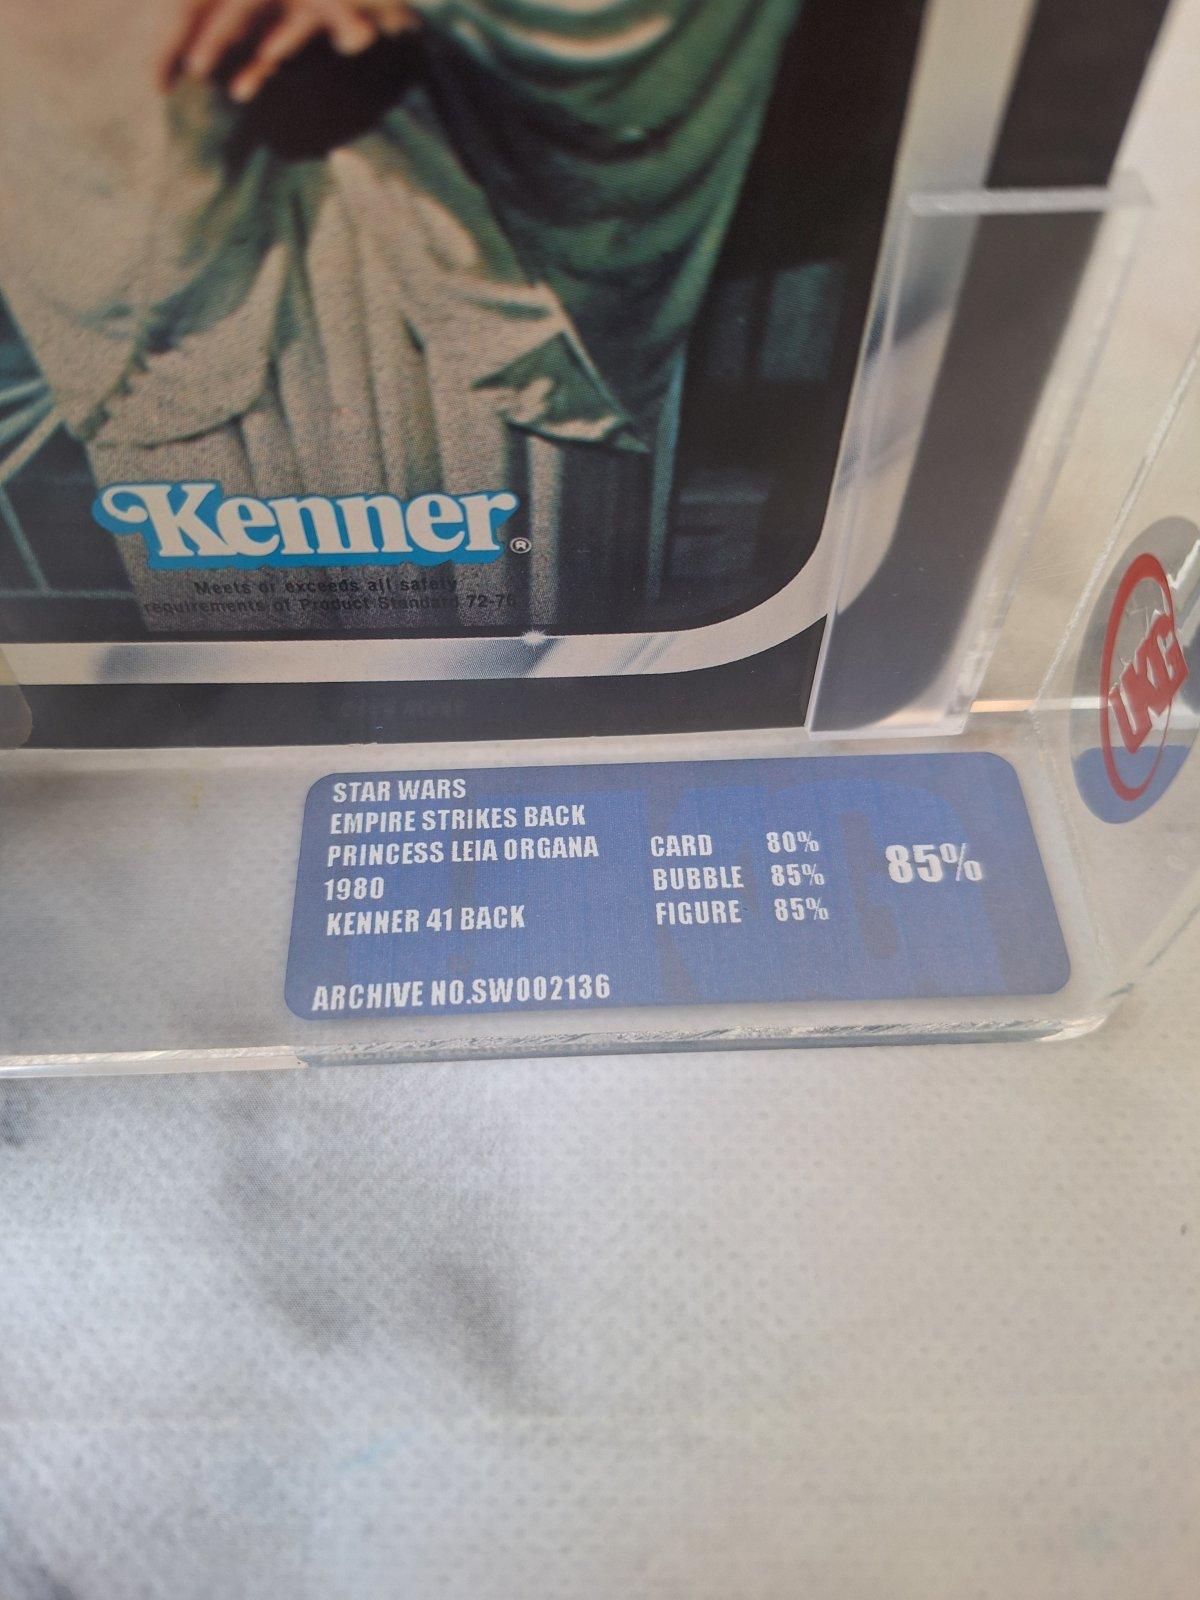 Kenner®
Meets or exceeds all safety
requirements of Product Standard 72-76
STAR WARS
EMPIRE STRIKES BACK
PRINCESS LEIA ORGANA
1980
KENNER 41 BACK
CARD 80%
BUBBLE 85%
FIGURE 85%
85%
ARCHIVE NO.SW002136
UKG